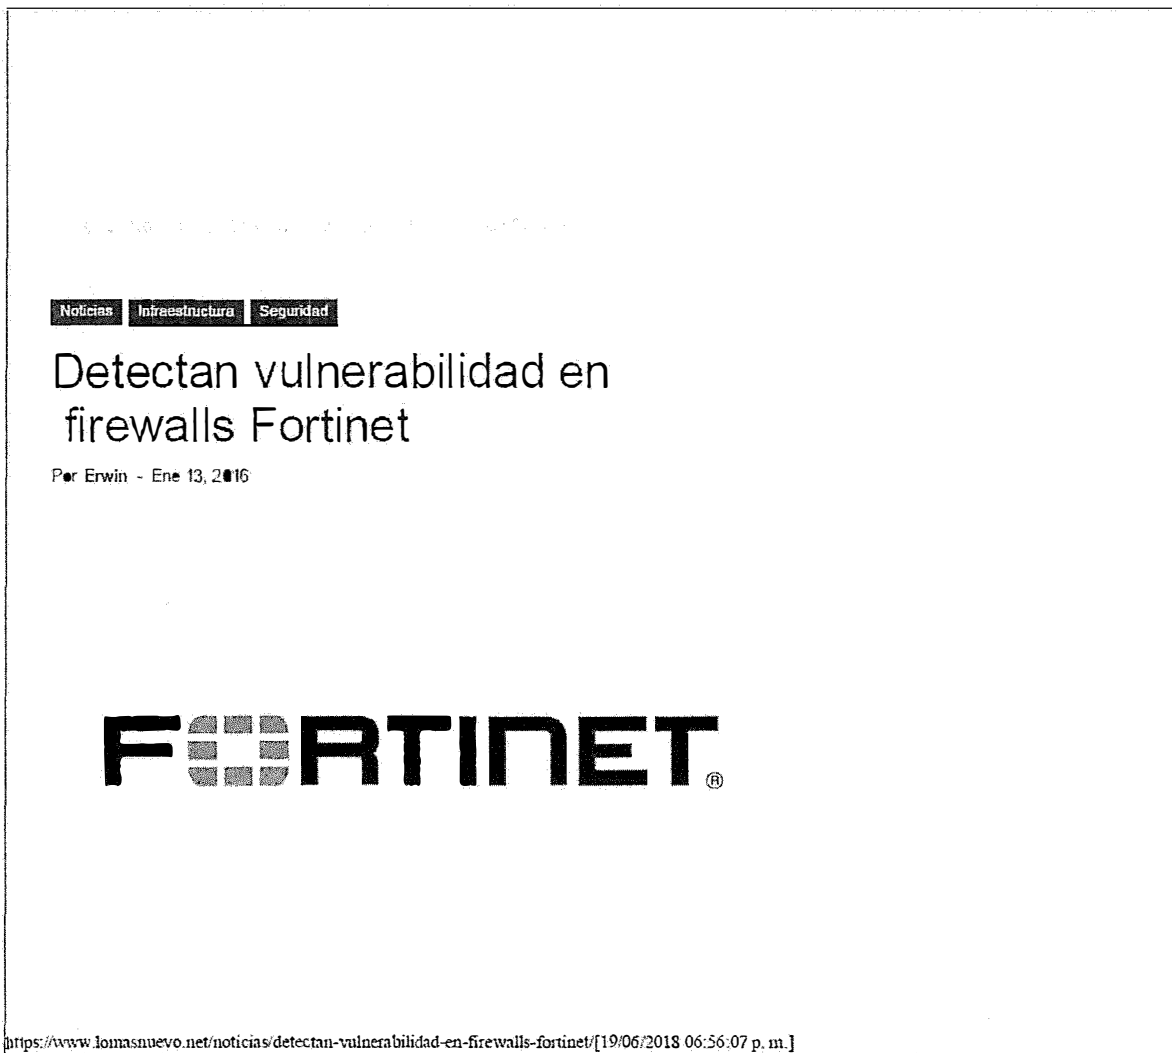 Noticias Infraestructura Seguridad
Detectan vulnerabilidad en
firewalls Fortinet
Por Erwin - Ene 13, 2016
FORTINET®
https://www.lomasnuevo.net/noticias/detectan-vulnerabilidad-en-firewalls-fortinet/[19/06/2018 06:56:07 p. m.]